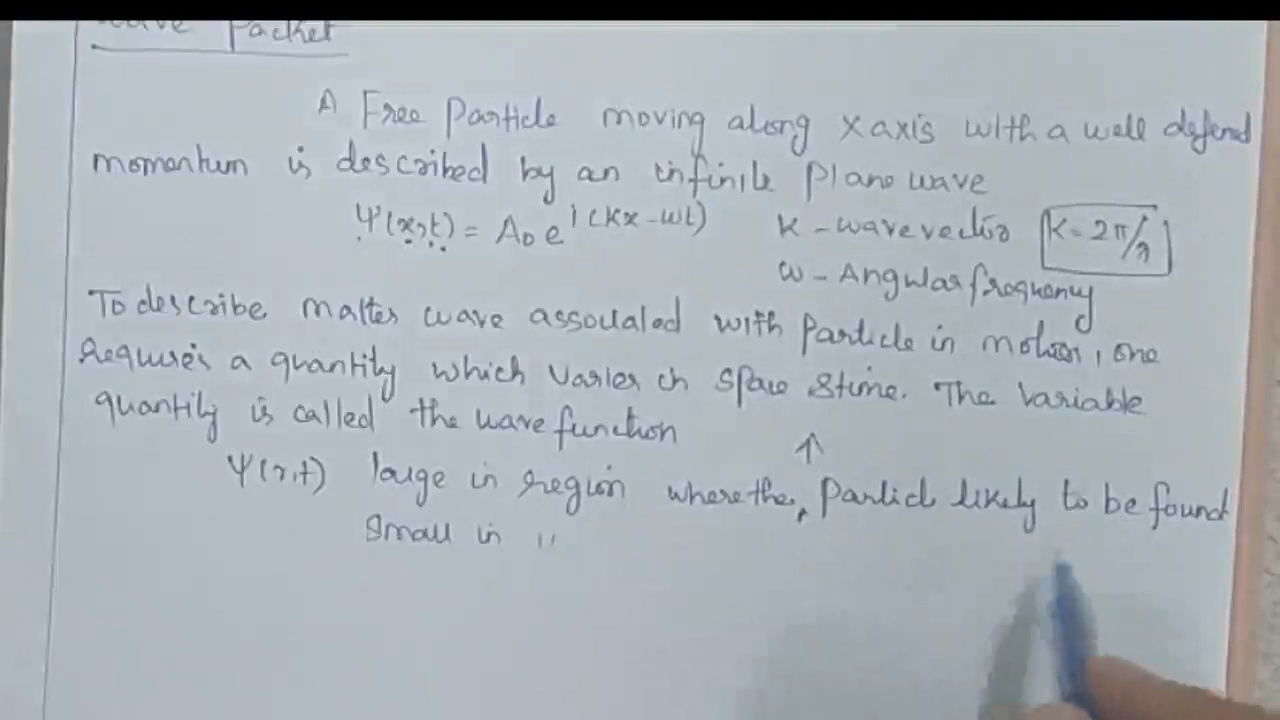 Wave Packet
A Free Particle moving along x axis with a well defined
momentum is described by an infinite plane wave
Ψ(x,t) = A₀ e^i(kx-ωt) k - wave vector k = 2π/λ
ω - Angular frequency
To describe matter wave associated with particle in motion, one
requires a quantity which varies in space & time. The variable
quantity is called the wave function
Ψ(r,t) large in region where the particle likely to be found
Small in "